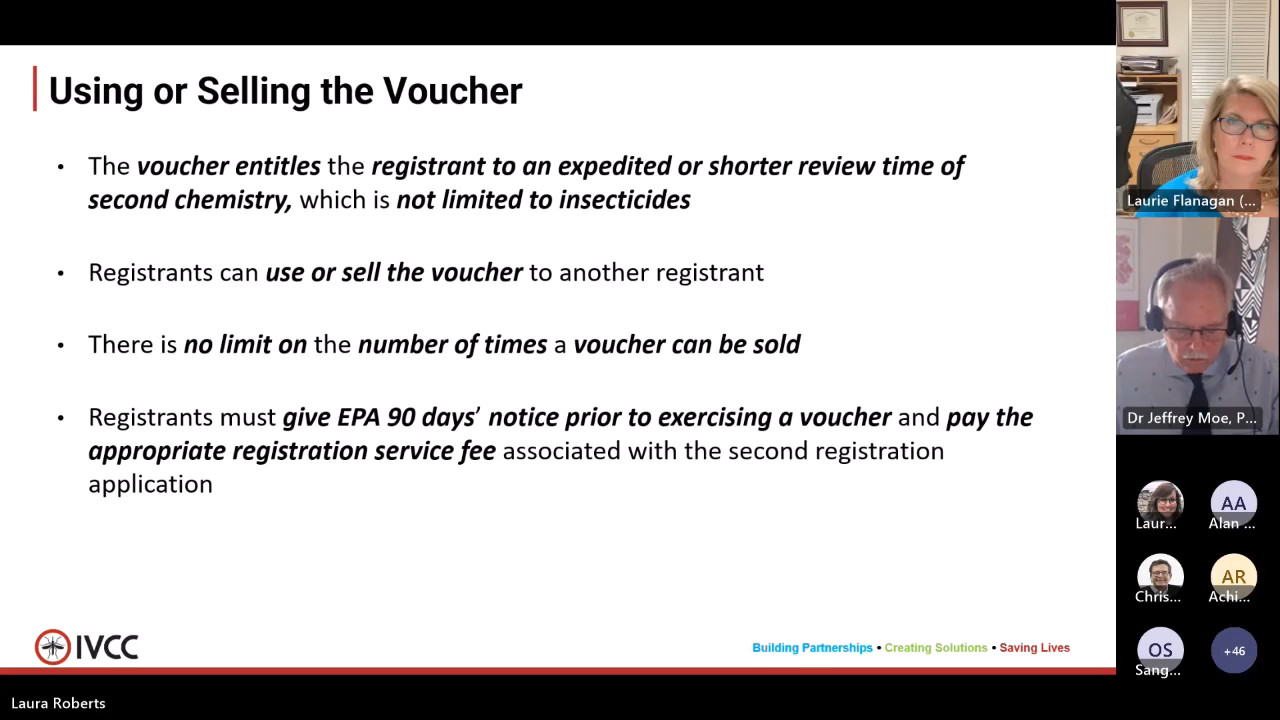 Using or Selling the Voucher
• The voucher entitles the registrant to an expedited or shorter review time of
second chemistry, which is not limited to insecticides
• Registrants can use or sell the voucher to another registrant
• There is no limit on the number of times a voucher can be sold
• Registrants must give EPA 90 days’ notice prior to exercising a voucher and pay the
appropriate registration service fee associated with the second registration
application
IVCC
Building Partnerships • Creating Solutions • Saving Lives
Laura Roberts
Laurie Flanagan (...
Dr Jeffrey Moe, P...
Laur...
AA
Alan ...
Chris...
AR
Achi...
OS
Sang...
+46